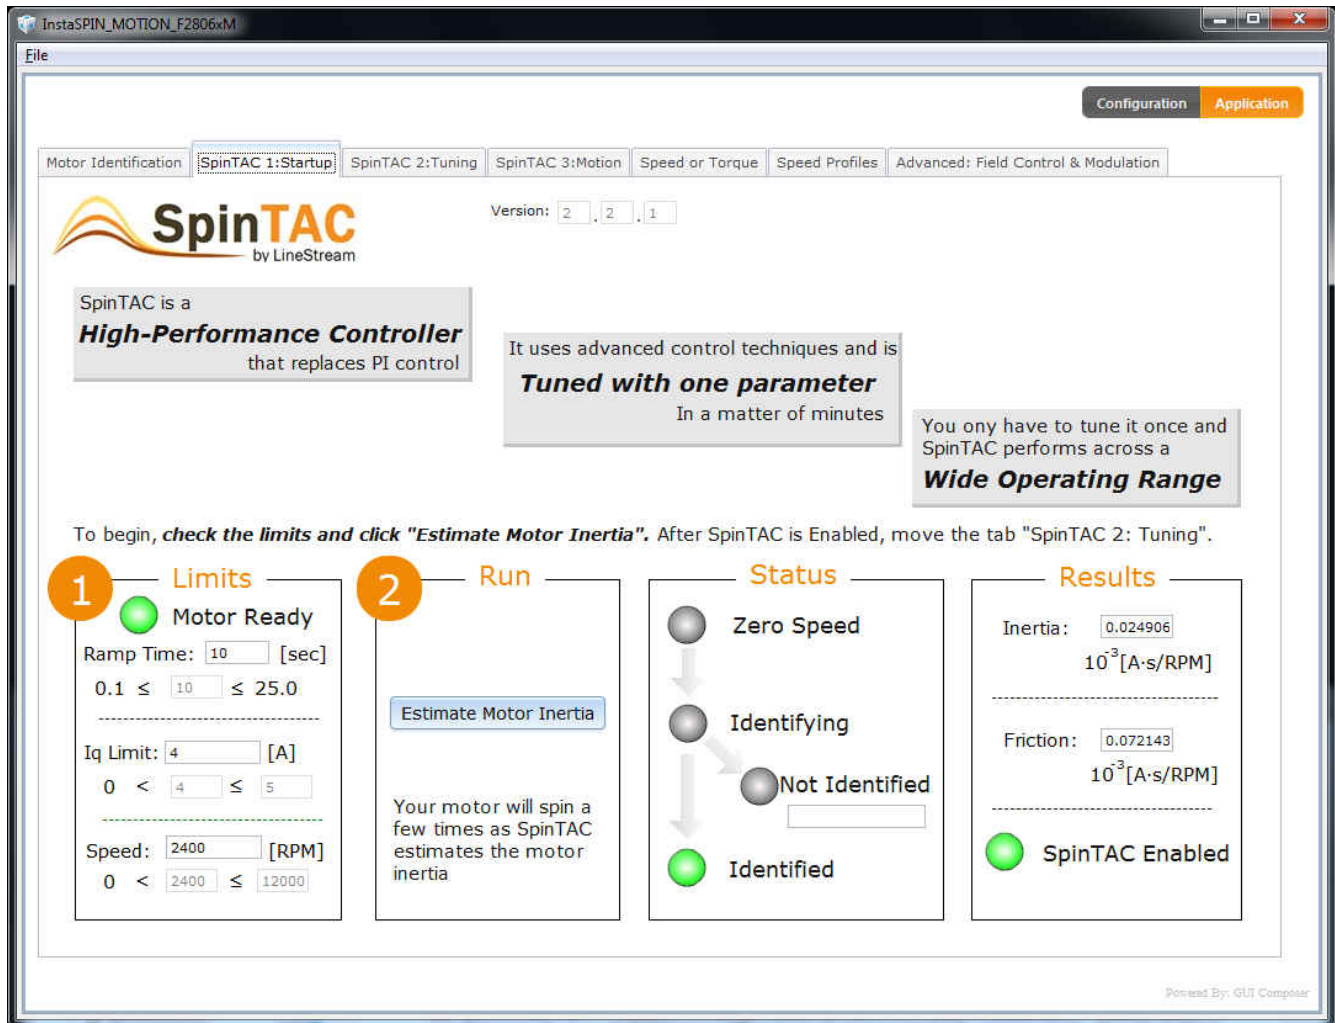 InstaSPIN_MOTION_F2806xM
File
Configuration Application
Motor Identification SpinTAC 1:Startup SpinTAC 2:Tuning SpinTAC 3:Motion Speed or Torque Speed Profiles Advanced: Field Control & Modulation
SpinTAC
by LineStream
Version: 2 . 2 . 1
SpinTAC is a
High-Performance Controller
that replaces PI control
It uses advanced control techniques and is
Tuned with one parameter
In a matter of minutes
You ony have to tune it once and
SpinTAC performs across a
Wide Operating Range
To begin, check the limits and click "Estimate Motor Inertia". After SpinTAC is Enabled, move the tab "SpinTAC 2: Tuning".
1 Limits
Motor Ready
Ramp Time: 10 [sec]
0.1 ≤ 10 ≤ 25.0
Iq Limit: 4 [A]
0 < 4 ≤ 5
Speed: 2400 [RPM]
0 < 2400 ≤ 12000
2 Run
Estimate Motor Inertia
Your motor will spin a
few times as SpinTAC
estimates the motor
inertia
Status
Zero Speed
Identifying
Not Identified
Identified
Results
Inertia: 0.024906
10⁻³[A·s/RPM]
Friction: 0.072143
10⁻³[A·s/RPM]
SpinTAC Enabled
Powered By: GUI Composer